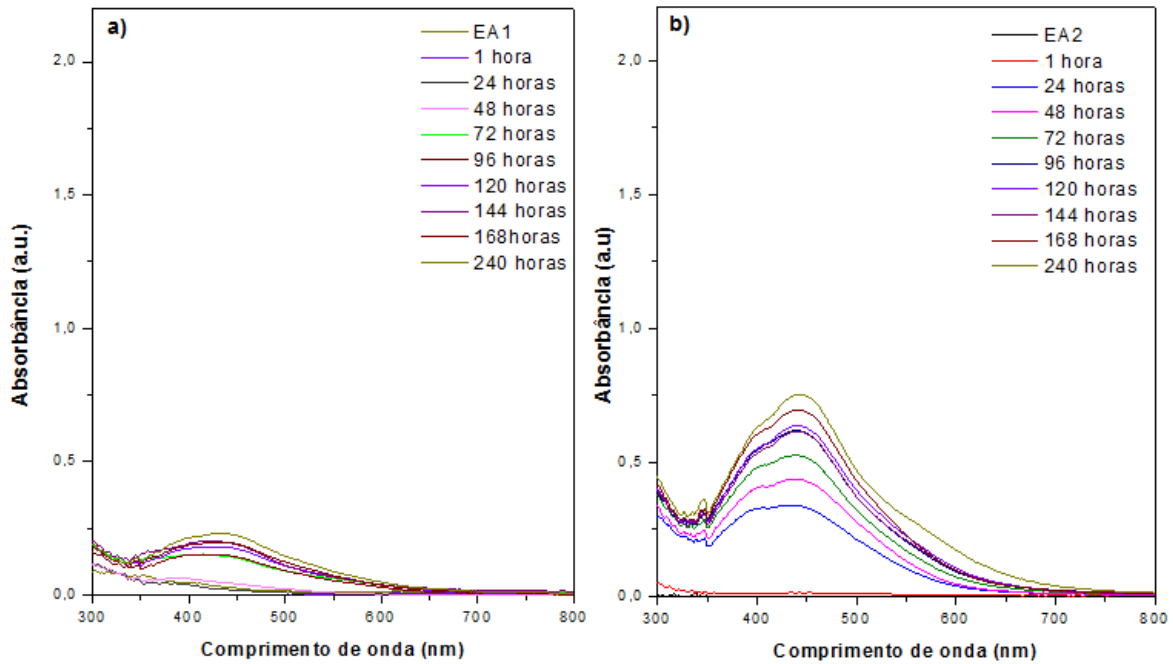 a)
EA1
1 hora
24 horas
48 horas
72 horas
96 horas
120 horas
144 horas
168horas
240 horas
2,0
1,5
1,0
0,5
0,0
300
400
500
600
700
800
Absorbância (a.u.)
Comprimento de onda (nm)
b)
EA2
1 hora
24 horas
48 horas
72 horas
96 horas
120 horas
144 horas
168 horas
240 horas
2,0
1,5
1,0
0,5
0,0
300
400
500
600
700
800
Absorbância (a.u)
Comprimento de onda (nm)